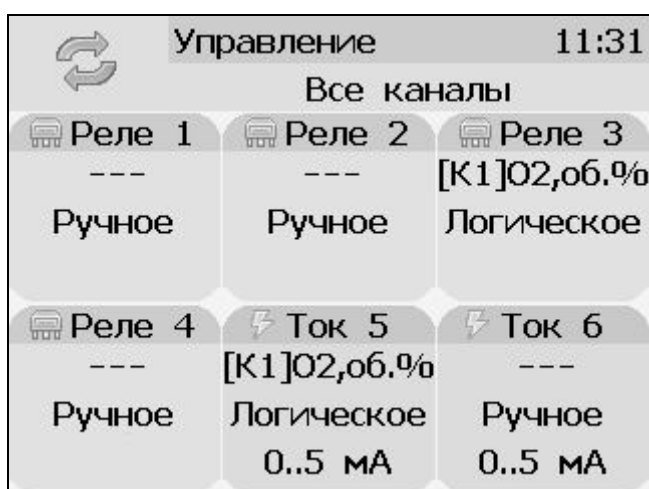 Управление 11:31
Все каналы
Реле 1 Реле 2 Реле 3
--- --- [К1]О2,об.%
Ручное Ручное Логическое
Реле 4 Ток 5 Ток 6
--- [К1]О2,об.% ---
Ручное Логическое Ручное
0..5 мА 0..5 мА